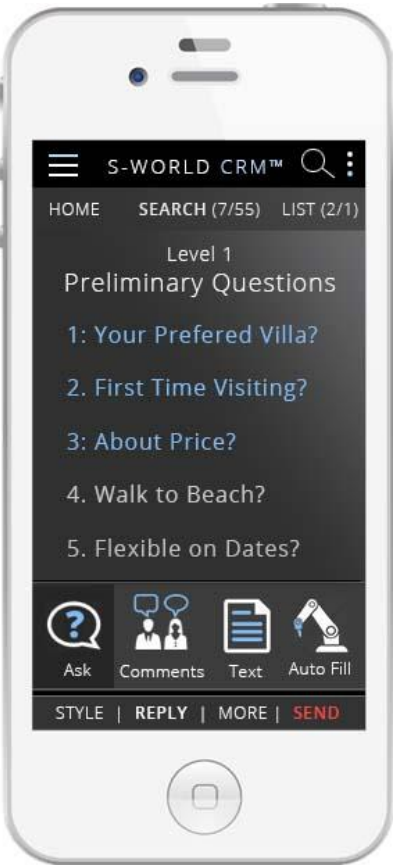 S-WORLD CRM™
HOME SEARCH (7/55) LIST (2/1)
Level 1
Preliminary Questions
1: Your Prefered Villa?
2. First Time Visiting?
3: About Price?
4. Walk to Beach?
5. Flexible on Dates?
?
Ask Comments Text Auto Fill
STYLE | REPLY | MORE | SEND